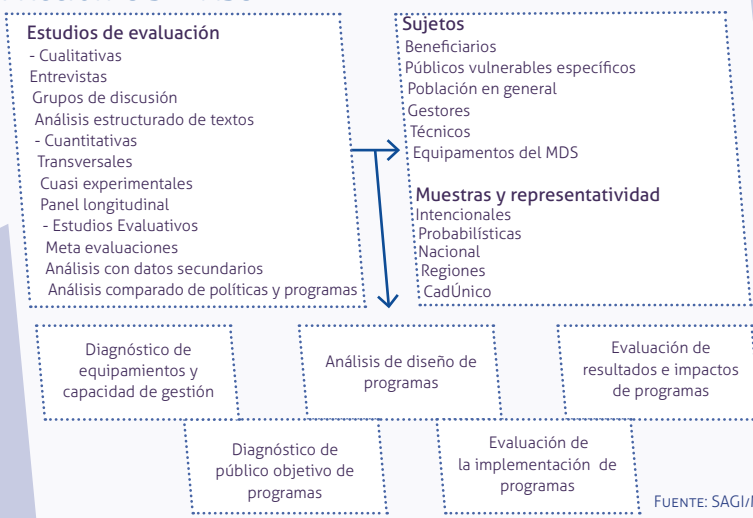 Estudios de evaluación
- Cualitativas
Entrevistas
Grupos de discusión
Análisis estructurado de textos
- Cuantitativas
Transversales
Cuasi experimentales
Panel longitudinal
- Estudios Evaluativos
Meta evaluaciones
Análisis con datos secundarios
Análisis comparado de políticas y programas
Sujetos
Beneficiarios
Públicos vulnerables específicos
Población en general
Gestores
Técnicos
Equipamentos del MDS
Muestras y representatividad
Intencionales
Probabilísticas
Nacional
Regiones
CadÚnico
Diagnóstico de
equipamientos y
capacidad de gestión
Análisis de diseño de
programas
Evaluación de
resultados e impactos
de programas
Diagnóstico de
público objetivo de
programas
Evaluación de
la implementación de
programas
FUENTE: SAGI/